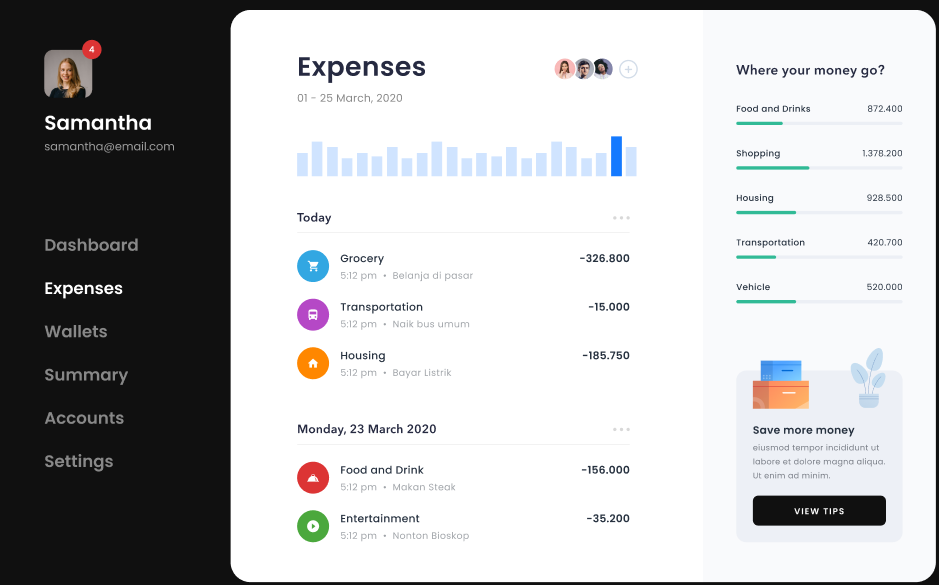 4
Samantha
samantha@email.com
Dashboard
Expenses
Wallets
Summary
Accounts
Settings
Expenses
01 - 25 March, 2020
Today
Grocery
-326.800
5:12 pm • Belanja di pasar
Transportation
-15.000
5:12 pm • Naik bus umum
Housing
-185.750
5:12 pm • Bayar Listrik
Monday, 23 March 2020
Food and Drink
-156.000
5:12 pm • Makan Steak
Entertainment
-35.200
5:12 pm • Nonton Bioskop
Where your money go?
Food and Drinks 872.400
Shopping 1.378.200
Housing 928.500
Transportation 420.700
Vehicle 520.000
Save more money
eiusmod tempor incididunt ut
labore et dolore magna aliqua.
Ut enim ad minim.
VIEW TIPS